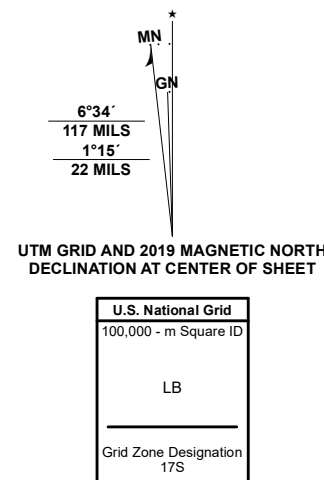 ★
MN
GN
6°34´
117 MILS
1°15´
22 MILS
UTM GRID AND 2019 MAGNETIC NORTH
DECLINATION AT CENTER OF SHEET
U.S. National Grid
100,000 - m Square ID
LB
Grid Zone Designation
17S